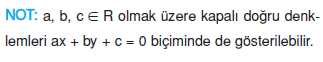 NOT: a, b, c ∈ R olmak üzere kapalı doğru denk-
lemleri ax + by + c = 0 biçiminde de gösterilebilir.